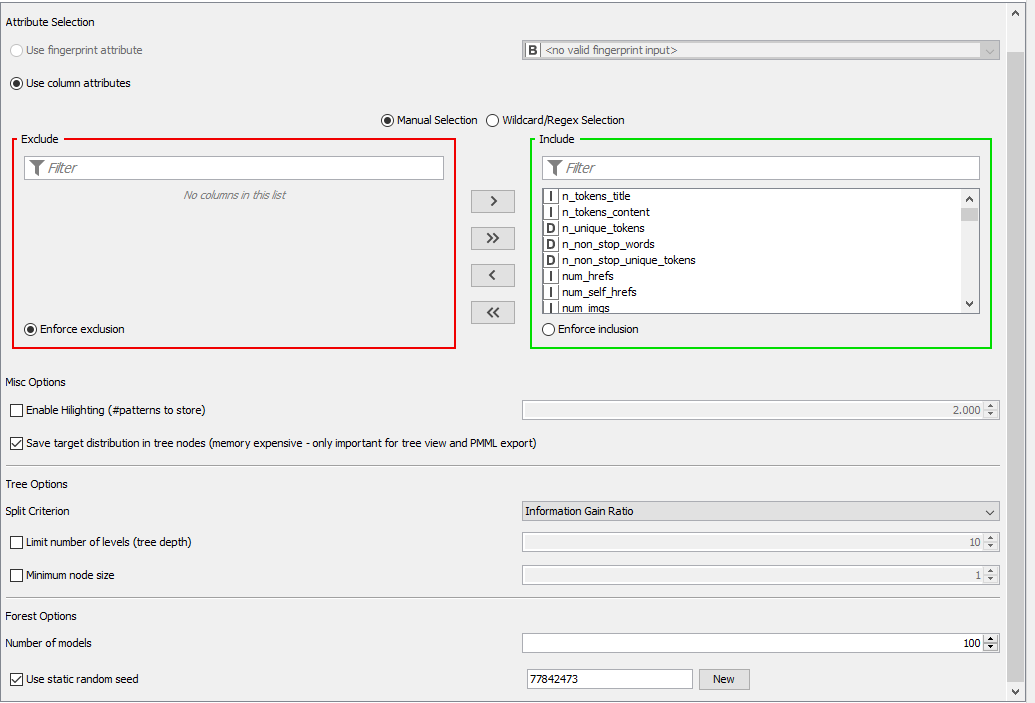 Attribute Selection
Use fingerprint attribute
B <no valid fingerprint input>
Use column attributes
Manual Selection Wildcard/Regex Selection
Exclude
Filter
No columns in this list
Enforce exclusion
>
>>
<
<<
Include
Filter
I n_tokens_title
I n_tokens_content
D n_unique_tokens
D n_non_stop_words
D n_non_stop_unique_tokens
I num_hrefs
I num_self_hrefs
I num_imgs
Enforce inclusion
Misc Options
Enable Hilighting (#patterns to store) 2.000
Save target distribution in tree nodes (memory expensive - only important for tree view and PMML export)
Tree Options
Split Criterion Information Gain Ratio
Limit number of levels (tree depth) 10
Minimum node size 1
Forest Options
Number of models 100
Use static random seed 77842473 New